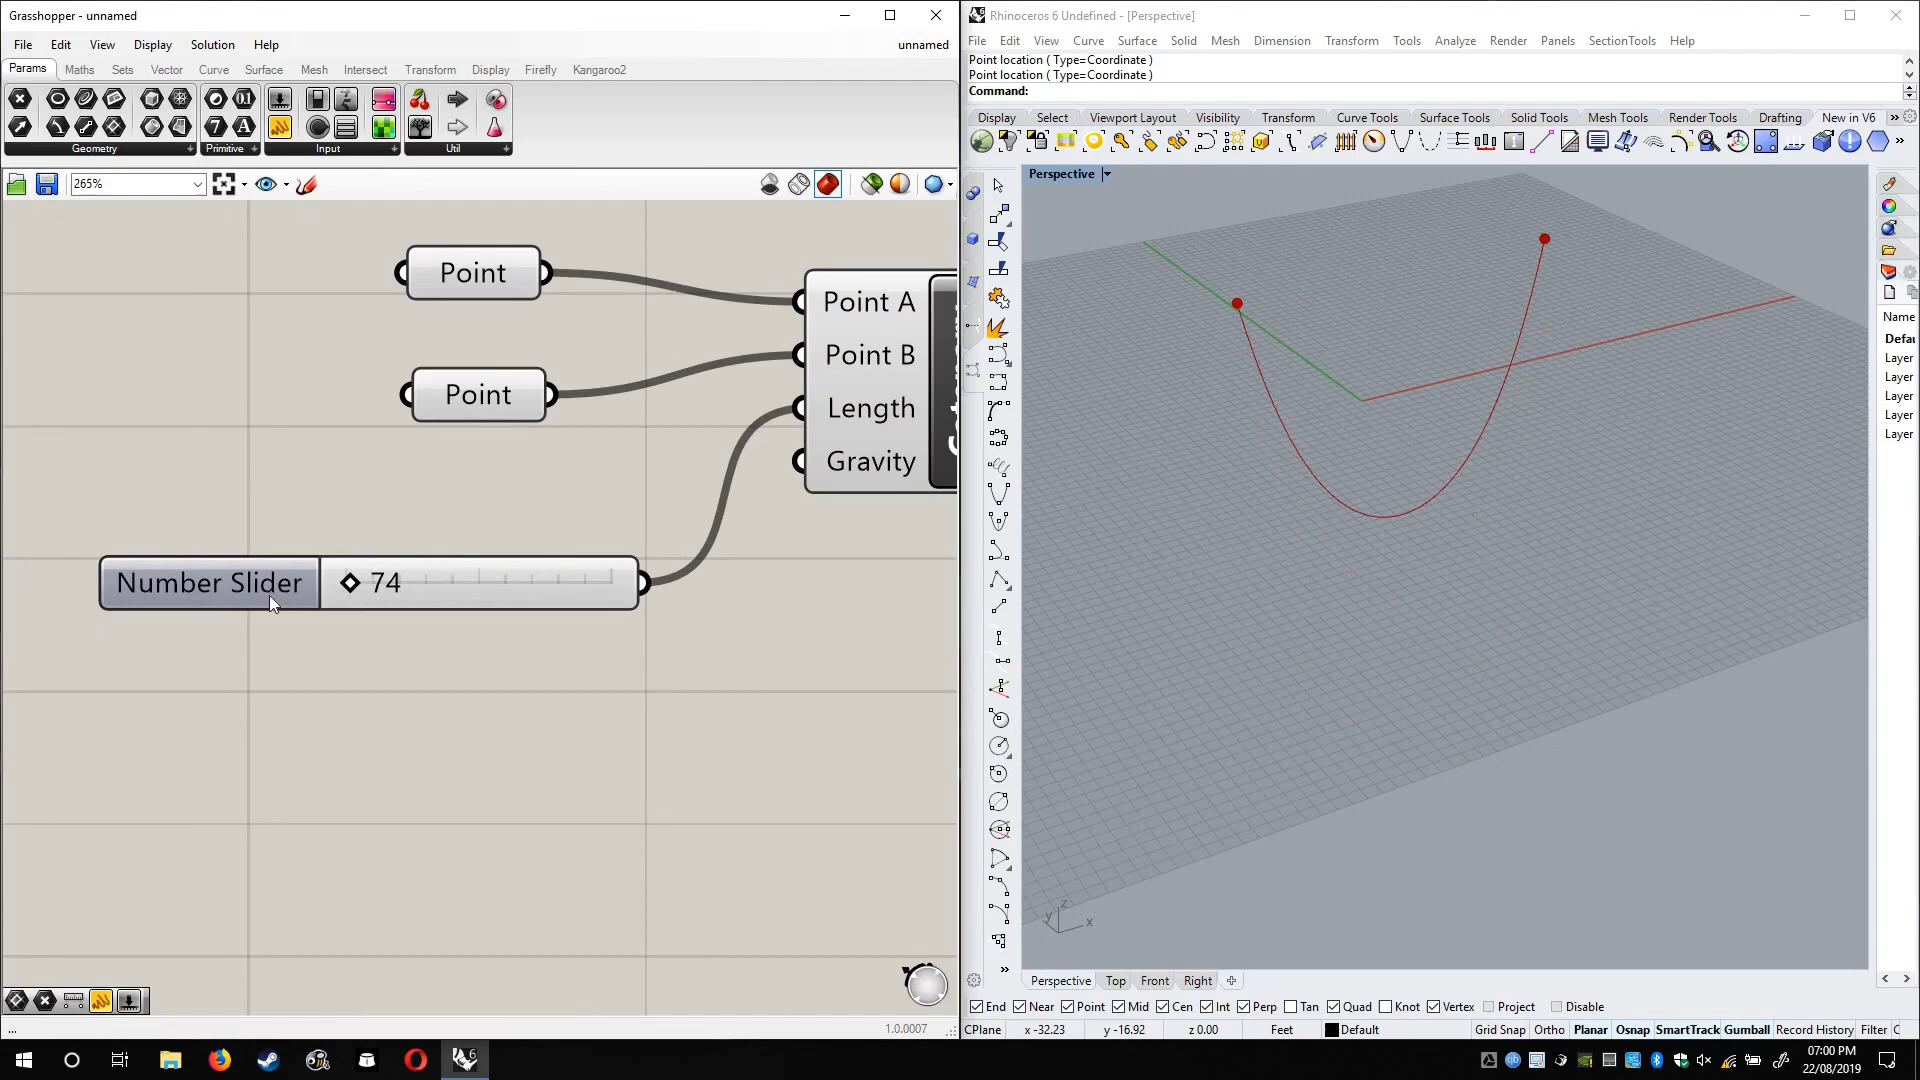 Grasshopper - unnamed
File Edit View Display Solution Help unnamed
Params Maths Sets Vector Curve Surface Mesh Intersect Transform Display Firefly Kangaroo2
Geometry Primitive Input Util
265%
Point
Point
Point A
Point B
Length
Gravity
Number Slider 74
...
1.0.0007
Rhinoceros 6 Undefined - [Perspective]
File Edit View Curve Surface Solid Mesh Dimension Transform Tools Analyze Render Panels SectionTools Help
Point location ( Type=Coordinate )
Point location ( Type=Coordinate )
Command:
Display Select Viewport Layout Visibility Transform Curve Tools Surface Tools Solid Tools Mesh Tools Render Tools Drafting New in V6
Perspective
Name
Defau
Layer
Layer
Layer
Layer
Layer
z
y
x
Perspective Top Front Right
End Near Point Mid Cen Int Perp Tan Quad Knot Vertex Project Disable
CPlane x -32.23 y -16.92 z 0.00 Feet Default Grid Snap Ortho Planar Osnap SmartTrack Gumball Record History Filter C
07:00 PM
22/08/2019